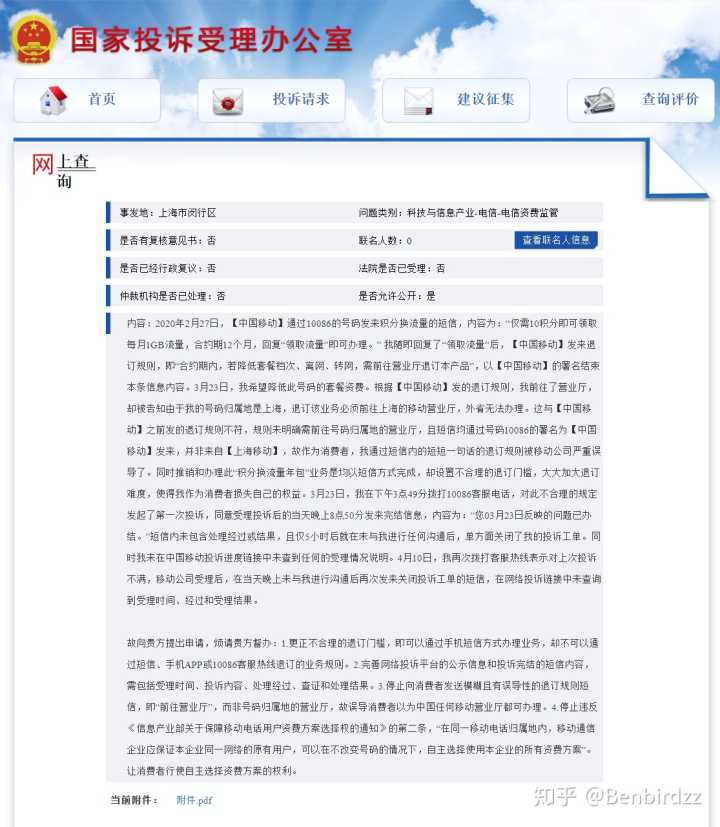 国家投诉受理办公室
首页
投诉请求
建议征集
查询评价
网上查
询
事发地：上海市闵行区
问题类别：科技与信息产业-电信-电信资费监管
是否有复核意见书：否
联名人数：0
查看联名人信息
是否已经行政复议：否
法院是否已受理：否
仲裁机构是否已处理：否
是否允许公开：是
内容：2020年2月27日，【中国移动】通过10086的号码发来积分换流量的短信，内容为：“仅需10积分即可领取
每月1GB流量，合约期12个月，回复“领取流量”即可办理。” 我随即回复了“领取流量”后，【中国移动】发来退
订规则，即“合约期内，若降低套餐档次、离网、转网，需前往营业厅退订本产品”，以【中国移动】的署名结束
本条信息内容。3月23日，我希望降低此号码的套餐资费。根据【中国移动】发的退订规则，我前往了营业厅，
却被告知由于我的号码归属地是上海，退订该业务必须前往上海的移动营业厅，外省无法办理。这与【中国移
动】之前发的退订规则不符，规则未明确需前往号码归属地的营业厅，且短信均通过号码10086的署名为【中国
移动】发来，并非来自【上海移动】，故作为消费者，我通过短信内的短短一句话的退订规则被移动公司严重误
导了。同时推销和办理此“积分换流量年包”业务是均以短信方式完成，却设置不合理的退订门槛，大大加大退订
难度，使得我作为消费者损失自己的权益。3月23日，我在下午3点49分拨打10086客服电话，对此不合理的规定
发起了第一次投诉，同意受理投诉后的当天晚上8点50分发来完结信息，内容为：“您03月23日反映的问题已办
结。”短信内未包含处理经过或结果，且仅5小时后就在未与我进行任何沟通后，单方面关闭了我的投诉工单。同
时我未在中国移动投诉进度链接中未查到任何的受理情况说明。4月10日，我再次拨打客服热线表示对上次投诉
不满，移动公司受理后，在当天晚上未与我进行沟通后再次发来关闭投诉工单的短信，在网络投诉链接中未查询
到受理时间、经过和受理结果。
故向贵方提出申请，烦请贵方督办：1.更正不合理的退订门槛，即可以通过手机短信方式办理业务，却不可以通
过短信、手机APP或10086客服热线退订的业务规则。2.完善网络投诉平台的公示信息和投诉完结的短信内容，
需包括受理时间、投诉内容、处理经过、查证和处理结果。3.停止向消费者发送模糊且有误导性的退订规则短
信，即“前往营业厅”，而非号码归属地的营业厅，故误导消费者以为中国任何移动营业厅都可办理。4.停止违反
《信息产业部关于保障移动电话用户资费方案选择权的通知》的第二条，“在同一移动电话归属地内，移动通信
企业应保证本企业同一网络的原有用户，可以在不改变号码的情况下，自主选择使用本企业的所有资费方案”。
让消费者行使自主选择资费方案的权利。
当前附件：
附件.pdf
知乎 @Benbirdzz